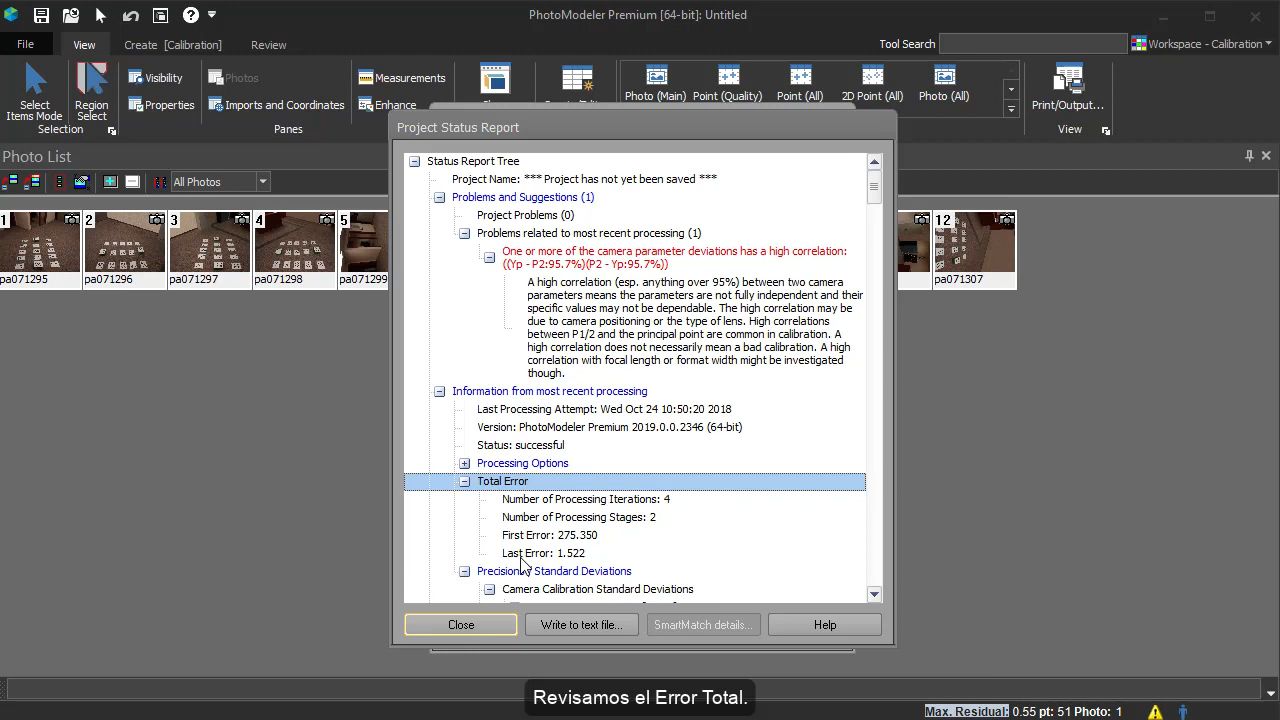 PhotoModeler Premium [64-bit]: Untitled
File
View
Create [Calibration]
Review
Tool Search
Workspace - Calibration
Select
Items Mode
Region
Select
Selection
Visibility
Properties
Photos
Imports and Coordinates
Measurements
Enhance
Panes
Photo (Main)
Point (Quality)
Point (All)
2D Point (All)
Photo (All)
Print/Output...
View
Photo List
All Photos
1
2
3
4
5
12
pa071295
pa071296
pa071297
pa071298
pa071299
pa071307
Project Status Report
Status Report Tree
Project Name: *** Project has not yet been saved ***
Problems and Suggestions (1)
Project Problems (0)
Problems related to most recent processing (1)
One or more of the camera parameter deviations has a high correlation:
((Yp - P2:95.7%)(P2 - Yp:95.7%))
A high correlation (esp. anything over 95%) between two camera
parameters means the parameters are not fully independent and their
specific values may not be dependable. The high correlation may be
due to camera positioning or the type of lens. High correlations
between P1/2 and the principal point are common in calibration. A
high correlation does not necessarily mean a bad calibration. A high
correlation with focal length or format width might be investigated
though.
Information from most recent processing
Last Processing Attempt: Wed Oct 24 10:50:20 2018
Version: PhotoModeler Premium 2019.0.0.2346 (64-bit)
Status: successful
Processing Options
Total Error
Number of Processing Iterations: 4
Number of Processing Stages: 2
First Error: 275.350
Last Error: 1.522
Precisions / Standard Deviations
Camera Calibration Standard Deviations
Close
Write to text file...
SmartMatch details...
Help
Revisamos el Error Total.
Max. Residual: 0.55 pt: 51 Photo: 1